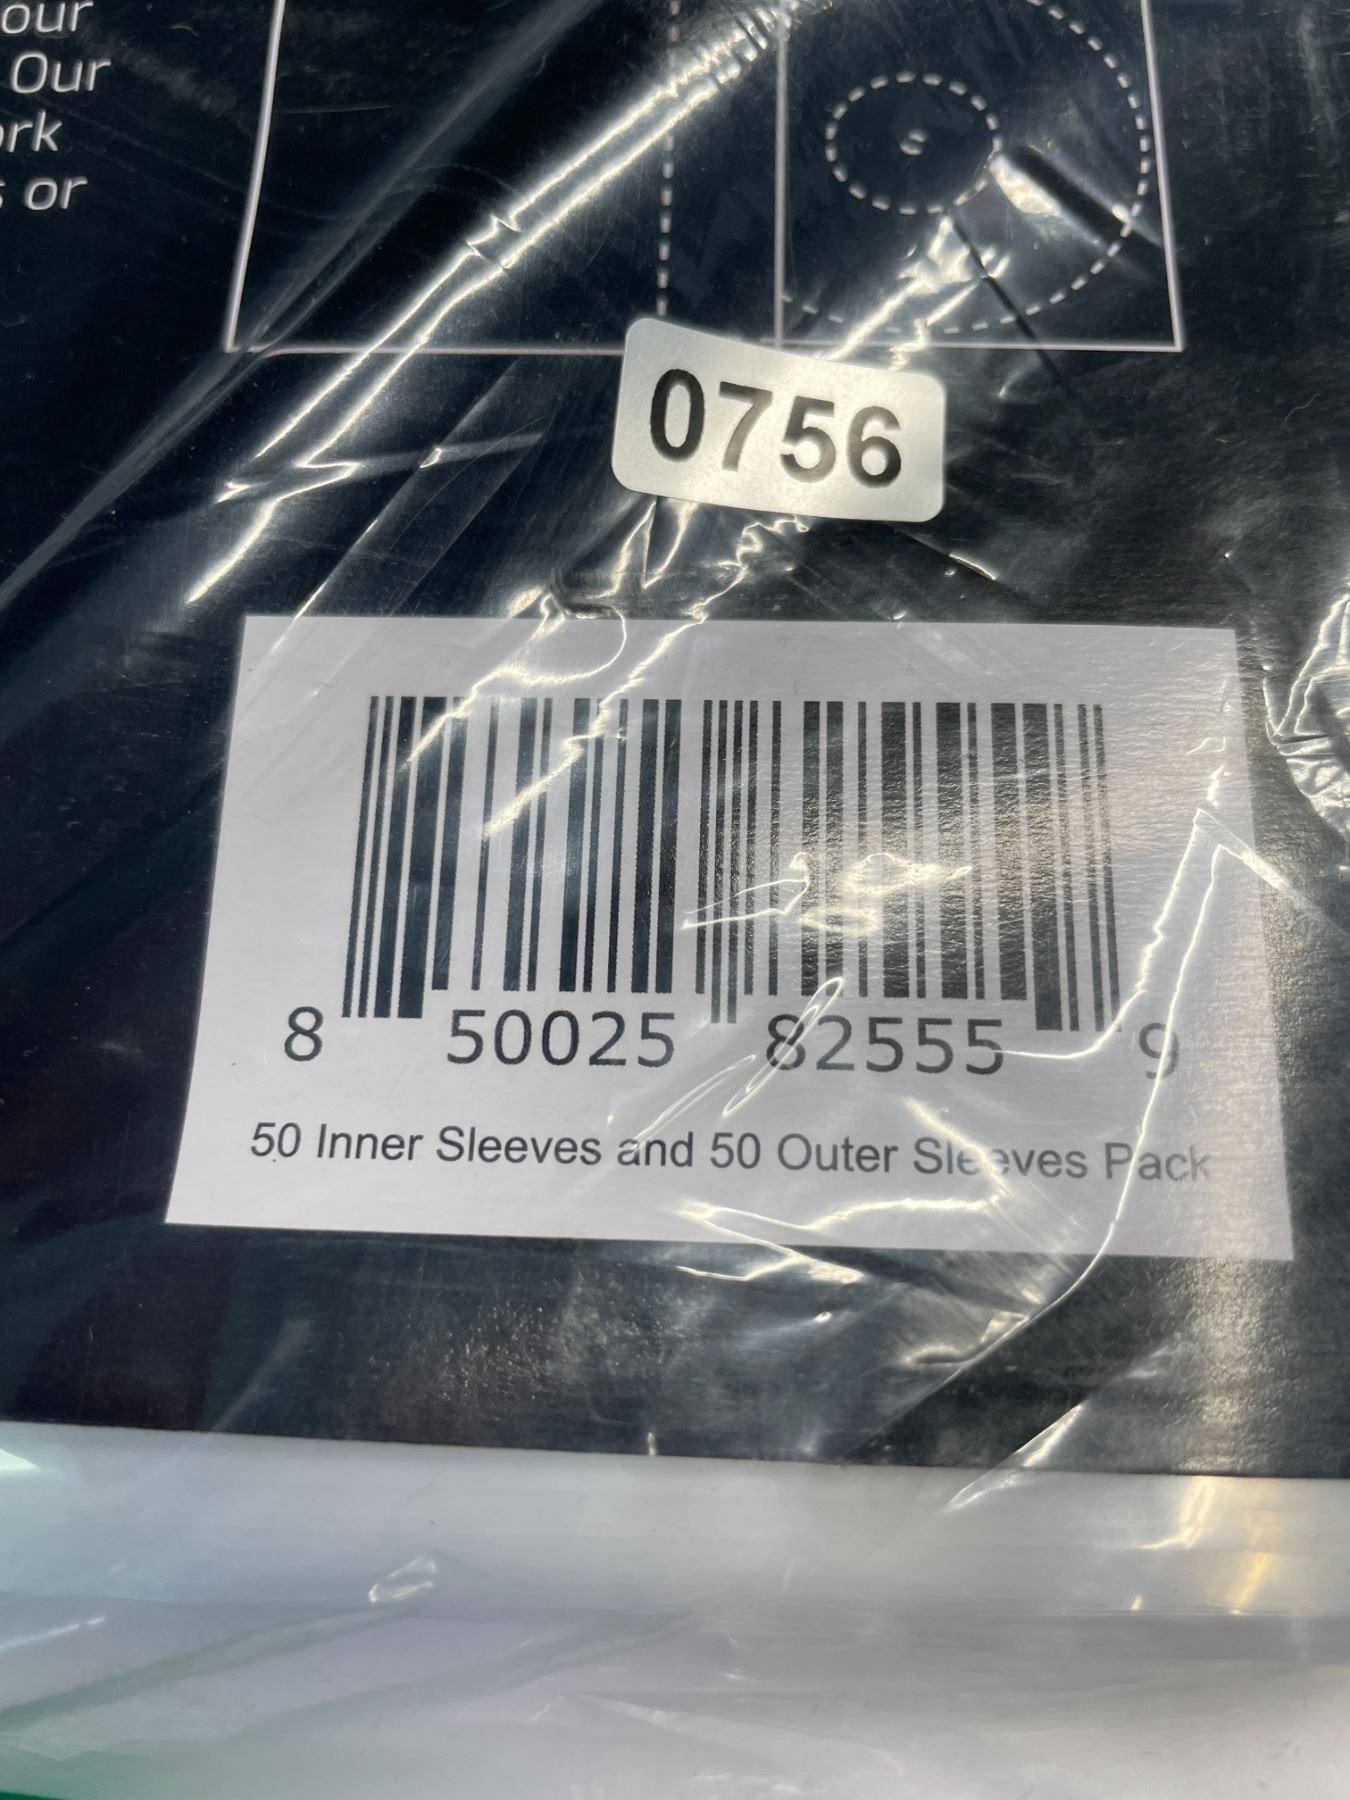 our
Our
ork
s or
0756
8 50025 82555 9
50 Inner Sleeves and 50 Outer Sleeves Pack